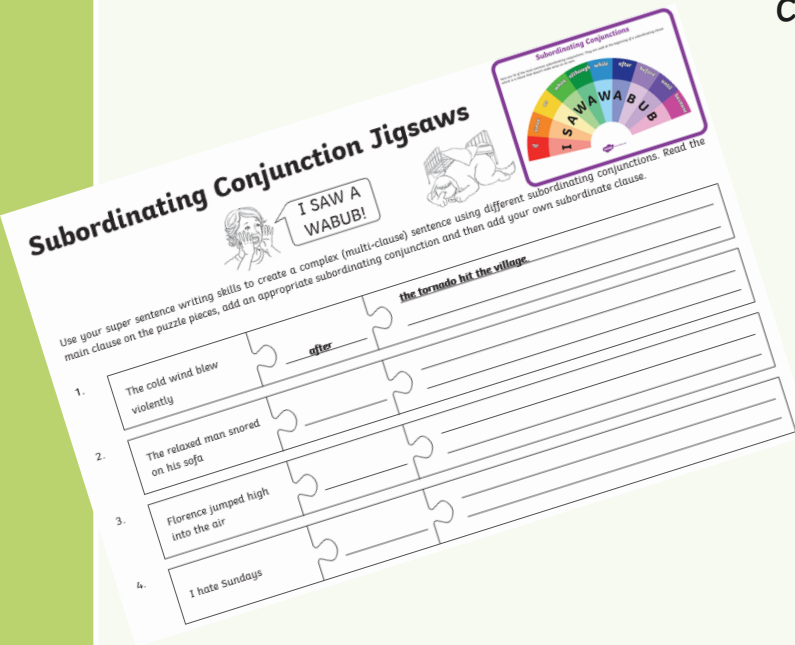 C
Subordinating Conjunctions
if
since
as
when
although
while
after
before
until
because
I SAW A WABUB
Subordinating Conjunction Jigsaws
I SAW A
WABUB!
Use your super sentence writing skills to create a complex (multi-clause) sentence using different subordinating conjunctions. Read the
main clause on the puzzle pieces, add an appropriate subordinating conjunction and then add your own subordinate clause.
1.
The cold wind blew
violently
after
the tornado hit the village.
2.
The relaxed man snored
on his sofa
3.
Florence jumped high
into the air
4.
I hate Sundays